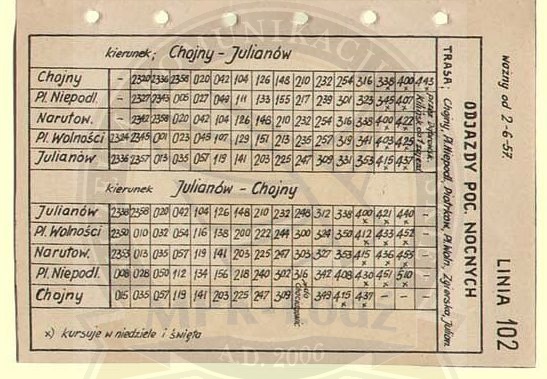 kierunek; Chojny - Julianów
Chojny - 2320 2336 2358 020 042 104 126 148 210 232 254 316 338 400 443
Pl. Niepodl. - 2327 2343 005 027 049 111 133 155 217 239 301 323 345 407
Narutow. - 2342 2358 020 042 104 126 148 210 232 254 316 338 400 422
Pl. Wolności 2324 2345 001 023 045 107 129 151 213 235 257 319 341 403 425
Julianów 2336 2357 013 035 057 119 141 203 225 247 309 331 353 415 437
kierunek Julianów - Chojny
Julianów 2338 2358 020 042 104 126 148 210 232 248 312 338 400 421 440 -
Pl. Wolności 2350 010 032 054 116 138 200 222 244 300 324 350 412 433 452 -
Narutow. 2353 013 035 057 119 141 203 225 247 303 327 353 415 436 455 -
Pl. Niepodl. 008 028 050 112 134 156 218 240 302 316 342 408 430 451 510 -
Chojny 015 035 057 119 141 203 225 247 309 349 415 437 - - - -
x) kursuje w niedziele i święta
ważny od 2-6-57.
LINIA 102
ODJAZDY POC. NOCNYCH
TRASA; Chojny, Pl. Niepodl, Piotrkow, Pl. Woln. Zgierska, Julian.
A.D. 2006